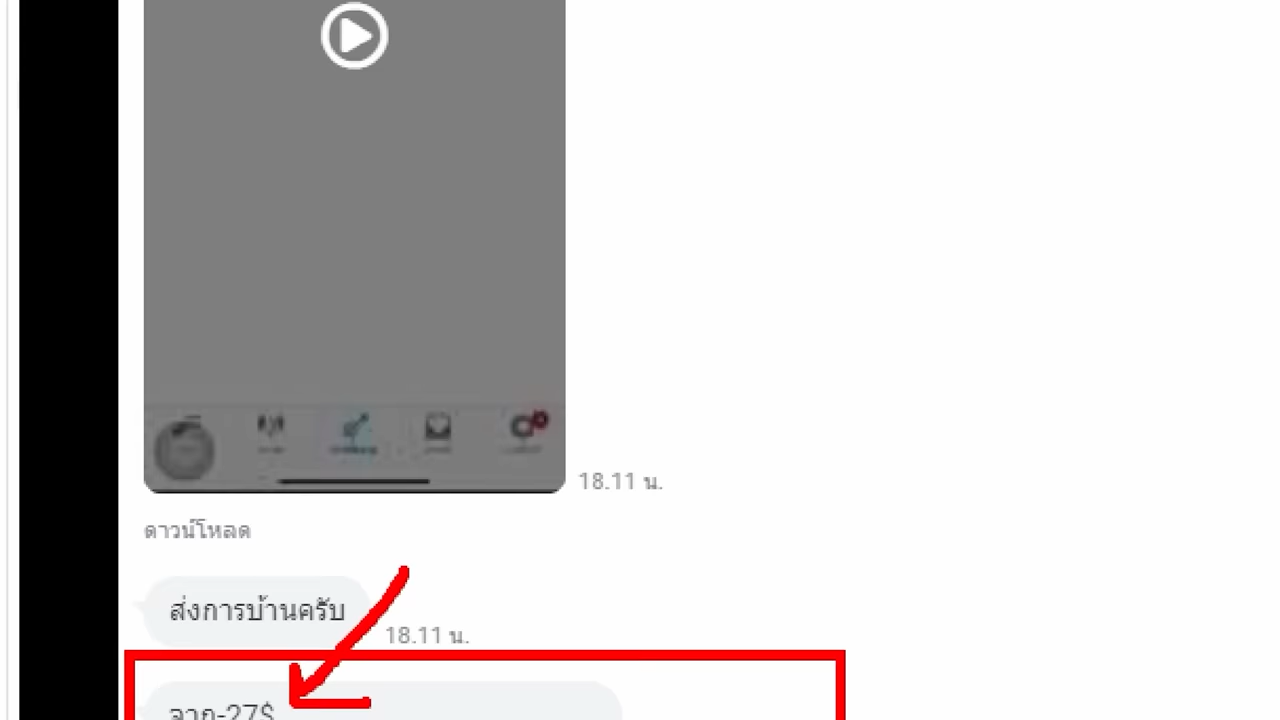 18.11 น.
ดาวน์โหลด
ส่งการบ้านครับ
18.11 น.
จาก-27$